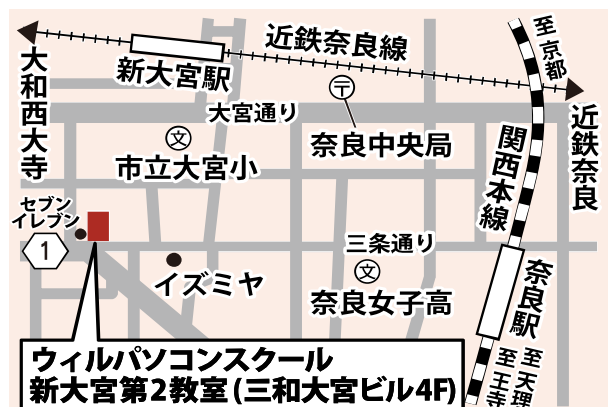 至京都
近鉄奈良線
新大宮駅
大和西大寺
近鉄奈良
大宮通り
文
市立大宮小
〒
奈良中央局
関西本線
セブン
イレブン
1
三条通り
イズミヤ
文
奈良女子高
奈良駅
ウィルパソコンスクール
新大宮第2教室(三和大宮ビル4F)
至王寺
至天理